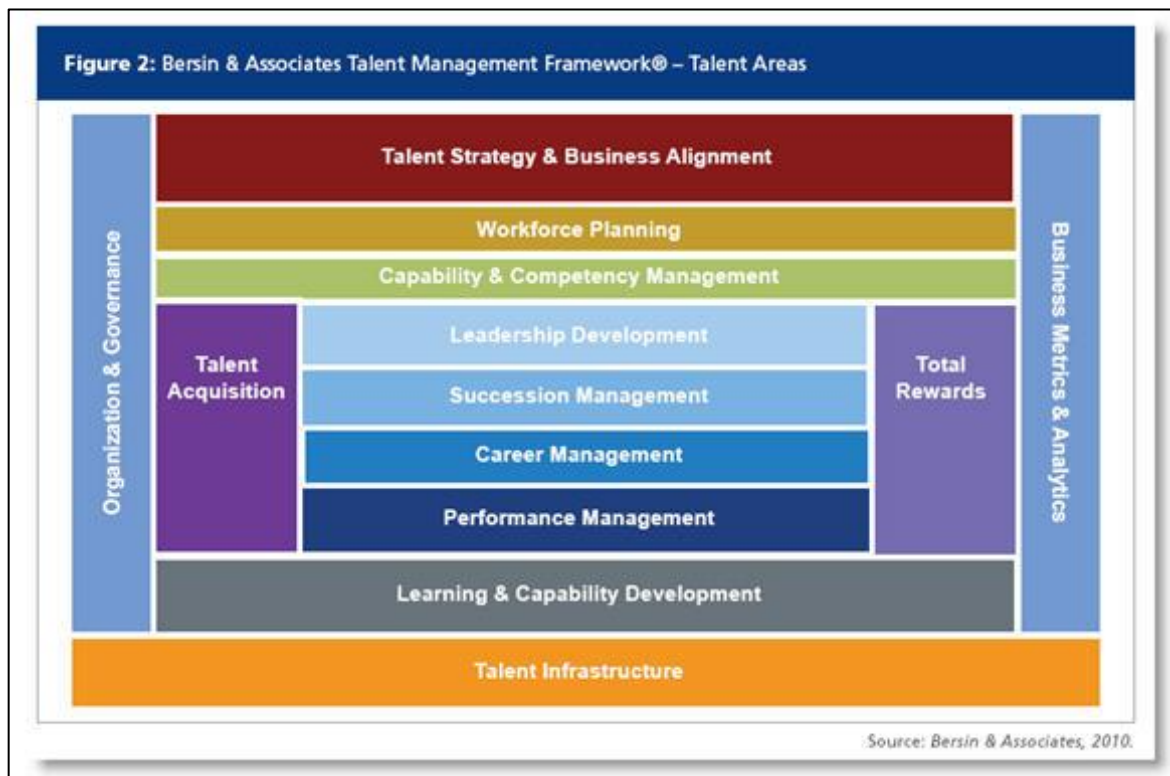 Figure 2: Bersin & Associates Talent Management Framework® – Talent Areas
Organization & Governance
Talent Strategy & Business Alignment
Workforce Planning
Capability & Competency Management
Talent
Acquisition
Leadership Development
Succession Management
Career Management
Performance Management
Total
Rewards
Business Metrics & Analytics
Learning & Capability Development
Talent Infrastructure
Source: Bersin & Associates, 2010.